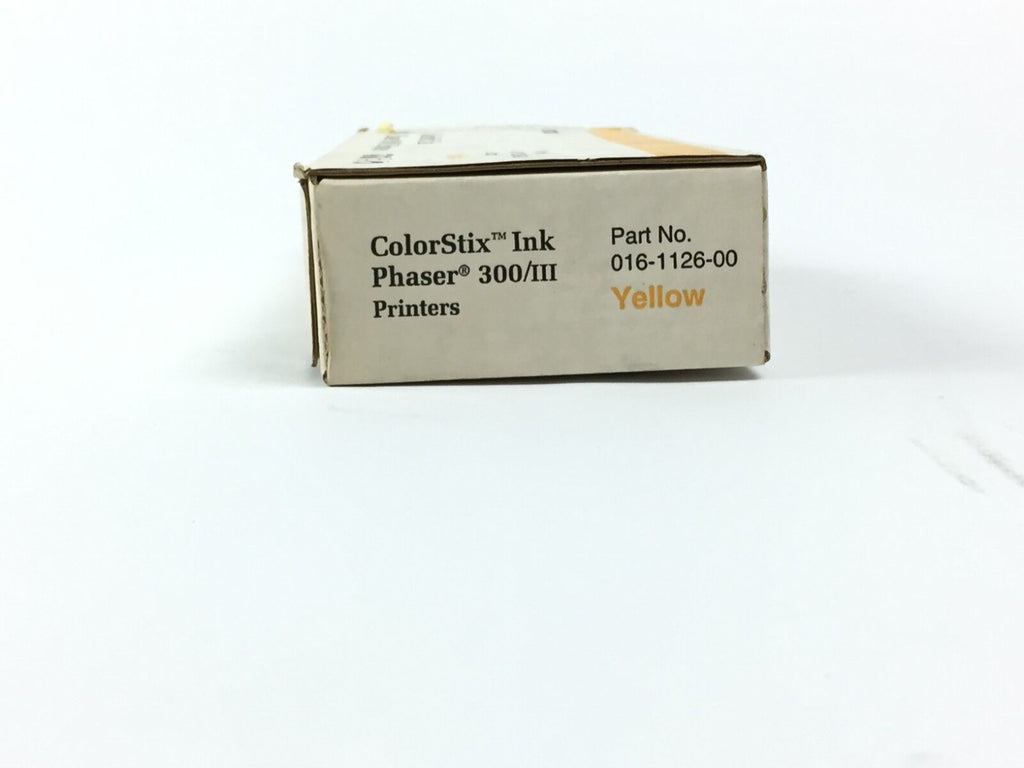 ColorStix™ Ink
Phaser® 300/III
Printers
Part No.
016-1126-00
Yellow